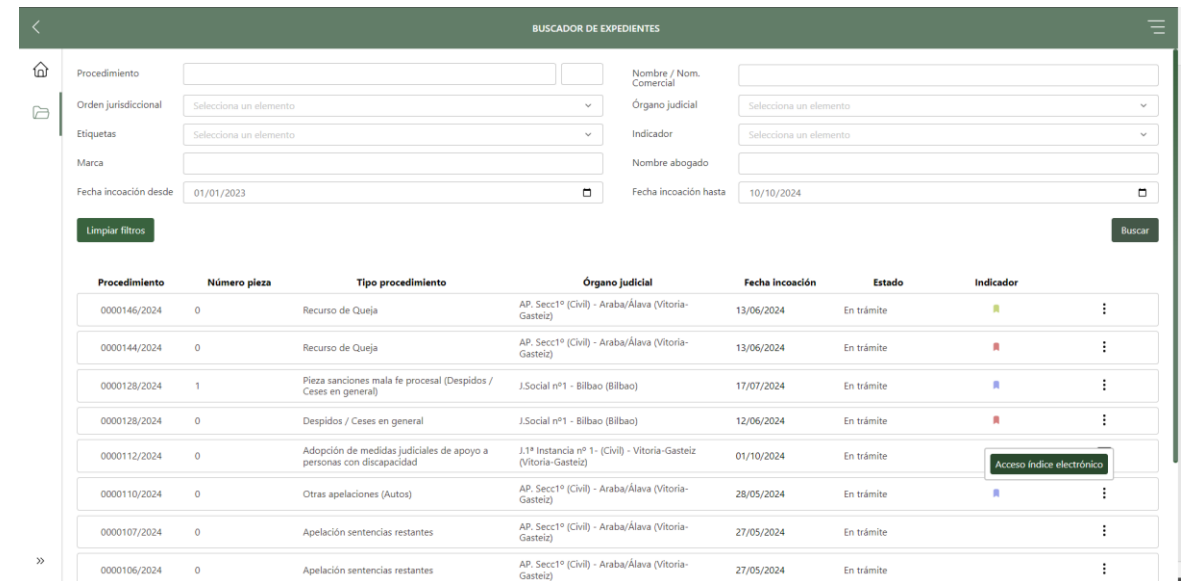 BUSCADOR DE EXPEDIENTES
Procedimiento
Nombre / Nom.
Comercial
Orden jurisdiccional
Selecciona un elemento
Órgano judicial
Selecciona un elemento
Etiquetas
Selecciona un elemento
Indicador
Selecciona un elemento
Marca
Nombre abogado
Fecha incoación desde
01/01/2023
Fecha incoación hasta
10/10/2024
Limpiar filtros
Buscar
Procedimiento Número pieza Tipo procedimiento Órgano judicial Fecha incoación Estado Indicador
0000146/2024 0 Recurso de Queja AP. Secc1º (Civil) - Araba/Álava (Vitoria-
Gasteiz) 13/06/2024 En trámite
0000144/2024 0 Recurso de Queja AP. Secc1º (Civil) - Araba/Álava (Vitoria-
Gasteiz) 13/06/2024 En trámite
0000128/2024 1 Pieza sanciones mala fe procesal (Despidos /
Ceses en general) J.Social nº1 - Bilbao (Bilbao) 17/07/2024 En trámite
0000128/2024 0 Despidos / Ceses en general J.Social nº1 - Bilbao (Bilbao) 12/06/2024 En trámite
0000112/2024 0 Adopción de medidas judiciales de apoyo a
personas con discapacidad J.1ª Instancia nº 1- (Civil) - Vitoria-Gasteiz
(Vitoria-Gasteiz) 01/10/2024 En trámite
Acceso índice electrónico
0000110/2024 0 Otras apelaciones (Autos) AP. Secc1º (Civil) - Araba/Álava (Vitoria-
Gasteiz) 28/05/2024 En trámite
0000107/2024 0 Apelación sentencias restantes AP. Secc1º (Civil) - Araba/Álava (Vitoria-
Gasteiz) 27/05/2024 En trámite
0000106/2024 0 Apelación sentencias restantes AP. Secc1º (Civil) - Araba/Álava (Vitoria-
Gasteiz) 27/05/2024 En trámite